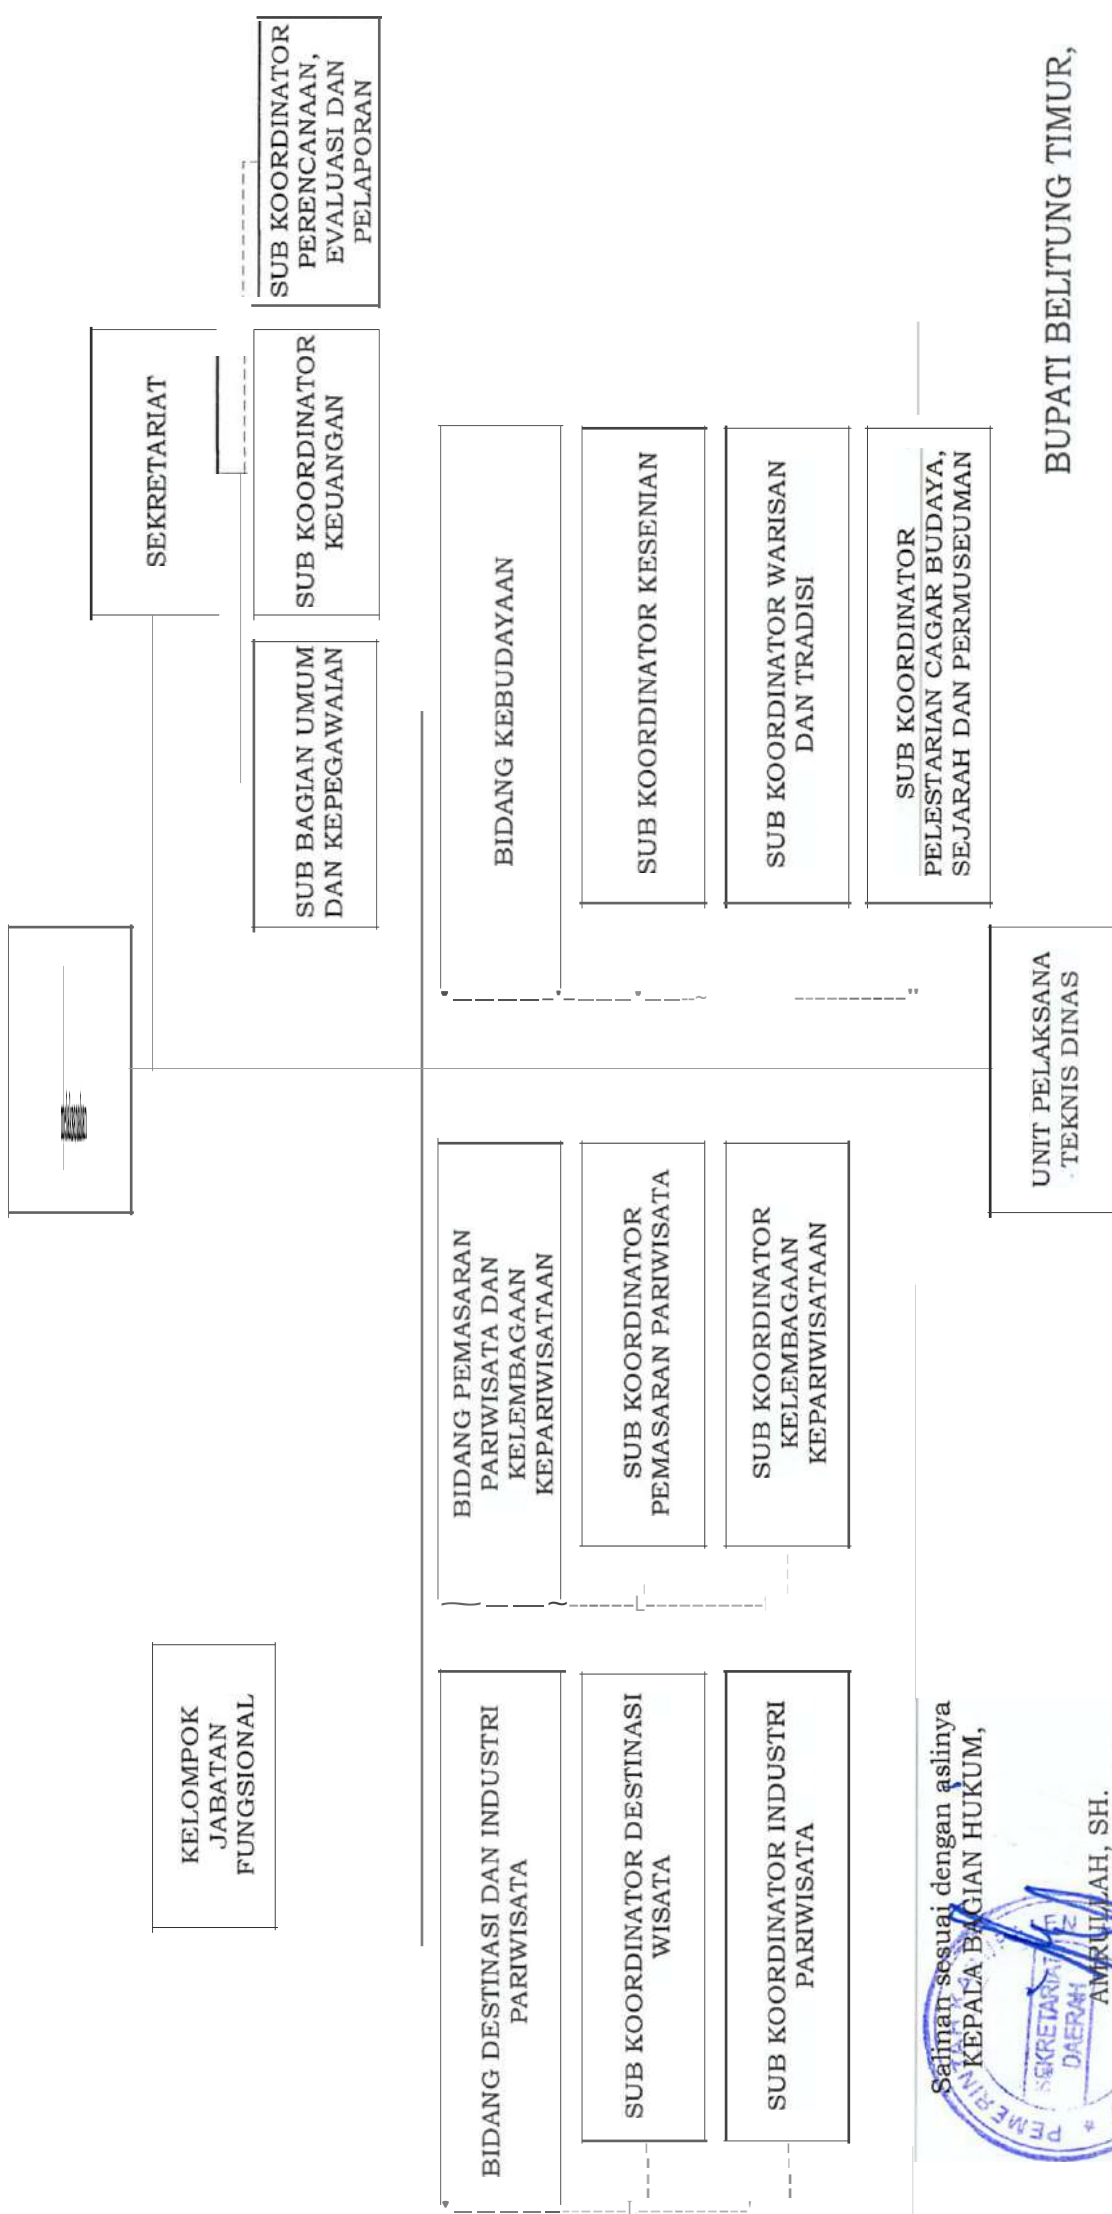 SEKRETARIAT
KELOMPOK
JABATAN
FUNGSIONAL
SUB BAGIAN UMUM
DAN KEPEGAWAIAN
SUB KOORDINATOR
KEUANGAN
SUB KOORDINATOR
PERENCANAAN,
EVALUASI DAN
PELAPORAN
BIDANG DESTINASI DAN INDUSTRI
PARIWISATA
SUB KOORDINATOR DESTINASI
WISATA
SUB KOORDINATOR INDUSTRI
PARIWISATA
BIDANG PEMASARAN
PARIWISATA DAN
KELEMBAGAAN
KEPARIWISATAAN
SUB KOORDINATOR
PEMASARAN PARIWISATA
SUB KOORDINATOR
KELEMBAGAAN
KEPARIWISATAAN
BIDANG KEBUDAYAAN
SUB KOORDINATOR KESENIAN
SUB KOORDINATOR WARISAN
DAN TRADISI
SUB KOORDINATOR
PELESTARIAN CAGAR BUDAYA,
SEJARAH DAN PERMUSEUMAN
UNIT PELAKSANA
TEKNIS DINAS
BUPATI BELITUNG TIMUR,
Salinan sesuai dengan aslinya
KEPALA BAGIAN HUKUM,
SEKRETARIAT
DAERAH
AMRULLAH, SH.